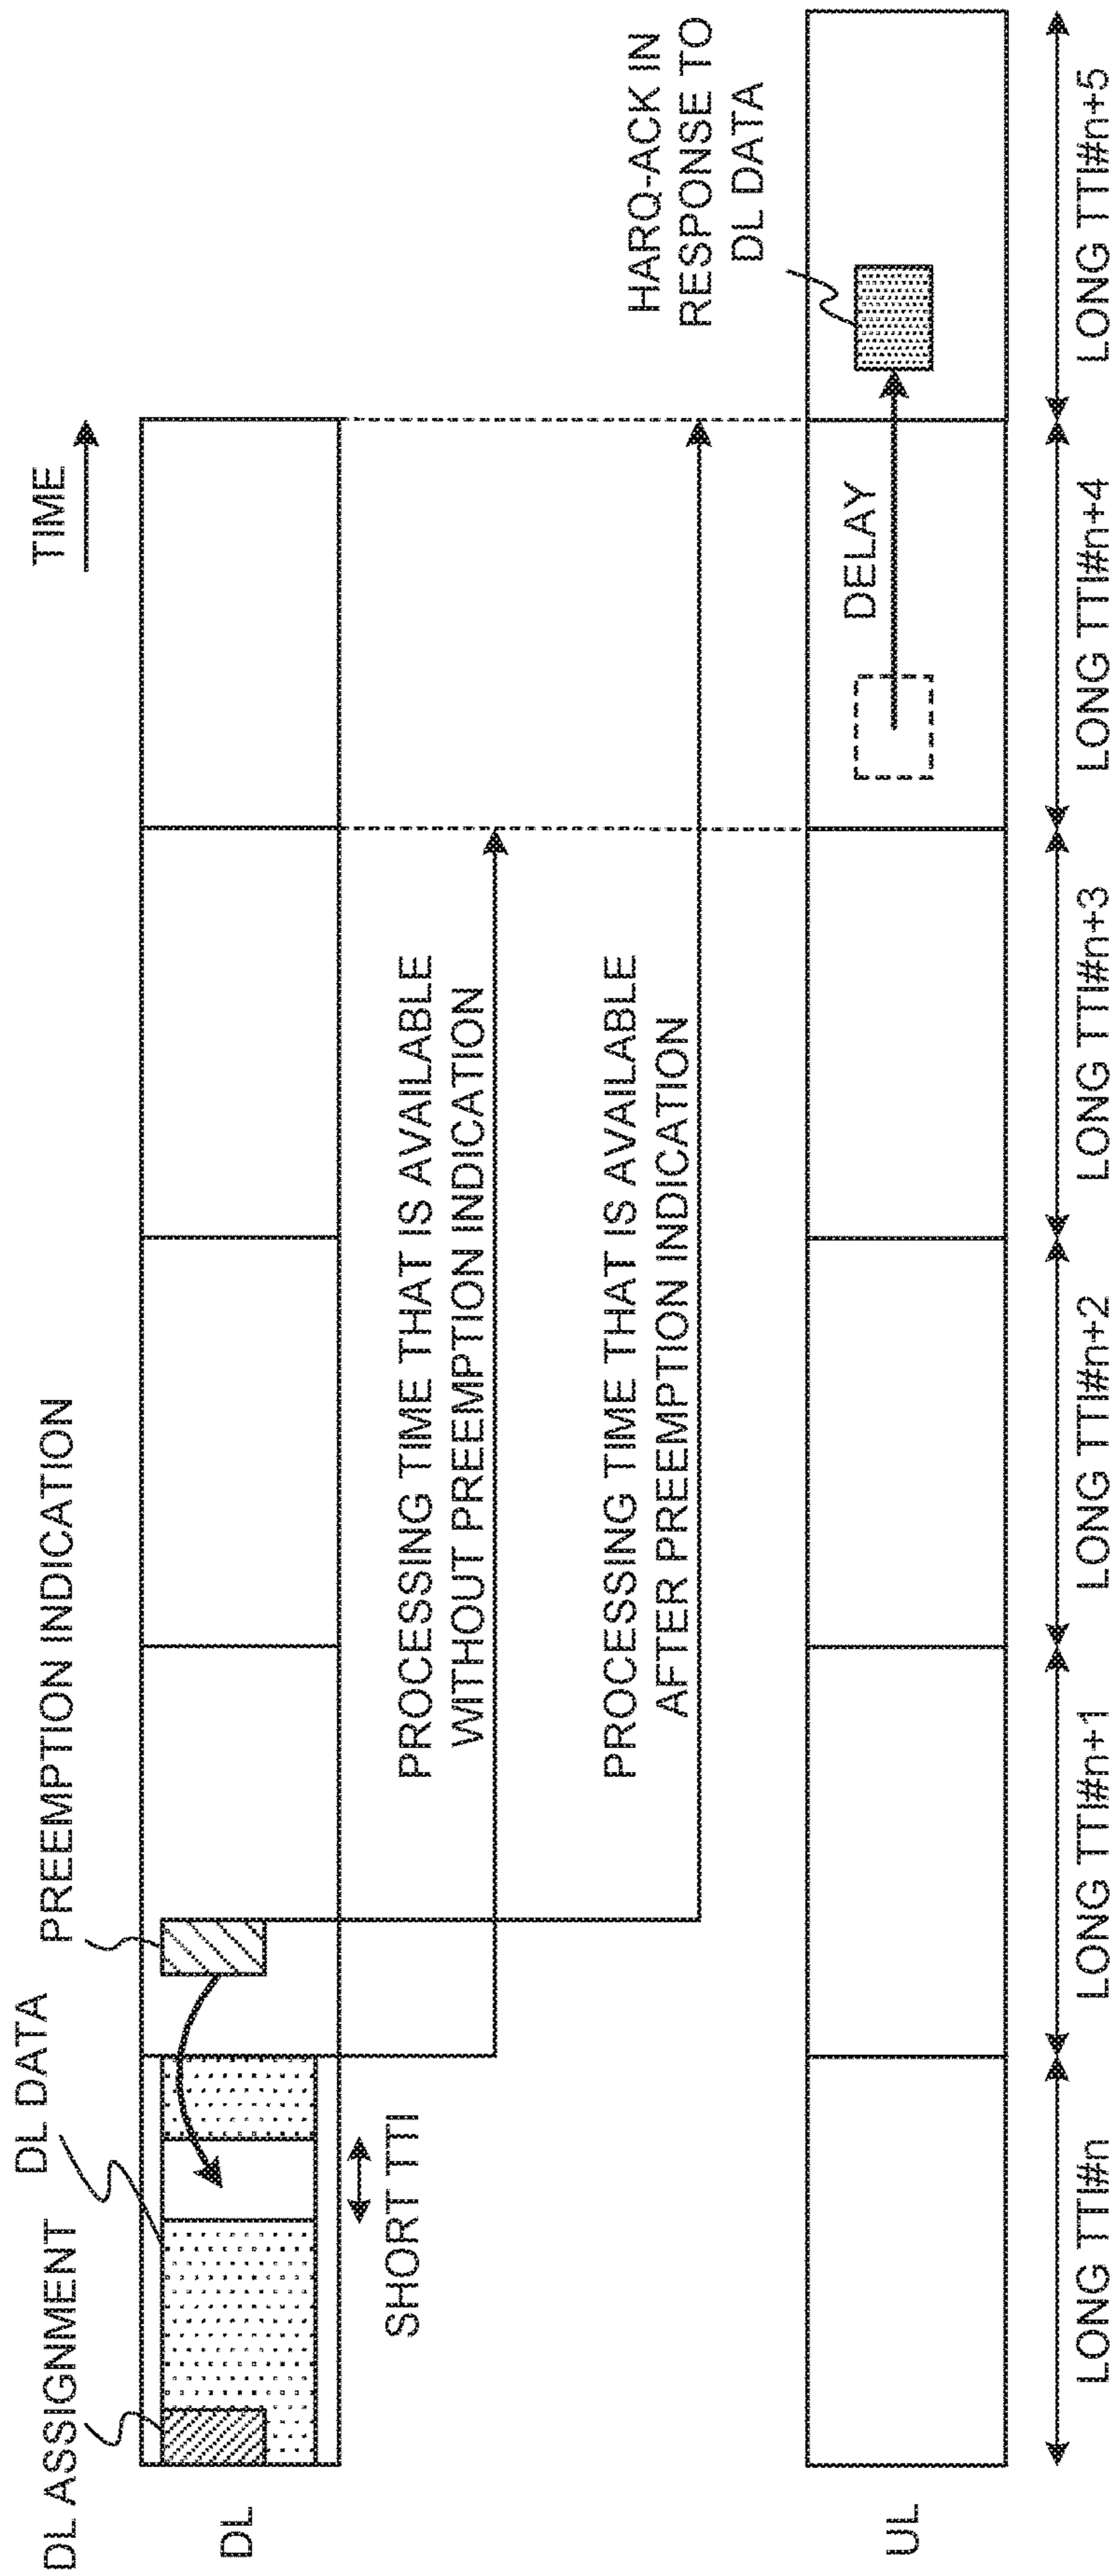 TIME
DL ASSIGNMENT
DL DATA
PREEMPTION INDICATION
DL
SHORT TTI
PROCESSING TIME THAT IS AVAILABLE
WITHOUT PREEMPTION INDICATION
PROCESSING TIME THAT IS AVAILABLE
AFTER PREEMPTION INDICATION
HARQ-ACK IN
RESPONSE TO
DL DATA
DELAY
UL
LONG TTI#n
LONG TTI#n+1
LONG TTI#n+2
LONG TTI#n+3
LONG TTI#n+4
LONG TTI#n+5